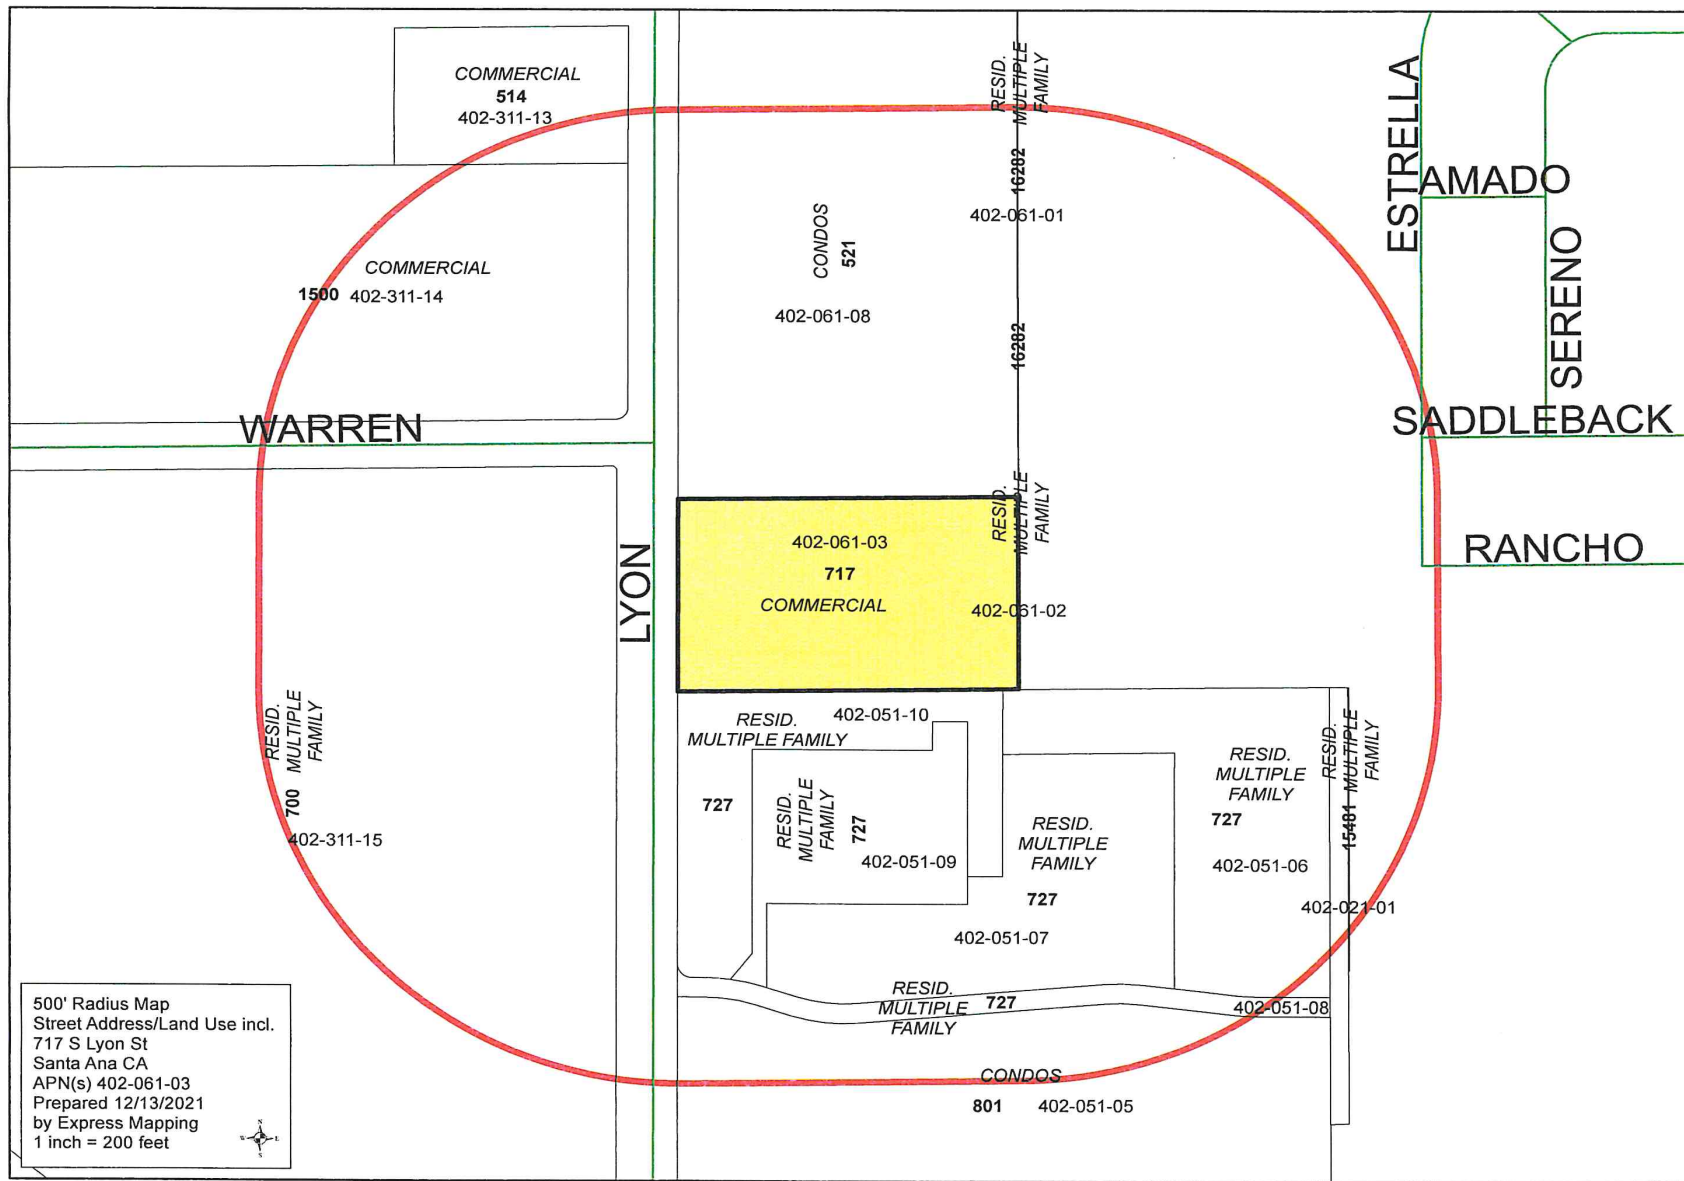 COMMERCIAL
514
402-311-13
RESID.
MULTIPLE
FAMILY
16282
402-061-01
ESTRELLA
AMADO
SERENO
CONDOS
521
402-061-08
COMMERCIAL
1500 402-311-14
16282
WARREN
SADDLEBACK
RANCHO
LYON
402-061-03
717
COMMERCIAL
RESID.
MULTIPLE
FAMILY
402-061-02
RESID.
MULTIPLE
FAMILY
700
402-311-15
402-051-10
RESID.
MULTIPLE FAMILY
727
RESID.
MULTIPLE
FAMILY
727
402-051-09
RESID.
MULTIPLE
FAMILY
727
402-051-07
RESID.
MULTIPLE
FAMILY
727
402-051-06
RESID.
MULTIPLE
FAMILY
15481
402-021-01
RESID.
MULTIPLE
FAMILY
727
402-051-08
CONDOS
801 402-051-05
500' Radius Map
Street Address/Land Use incl.
717 S Lyon St
Santa Ana CA
APN(s) 402-061-03
Prepared 12/13/2021
by Express Mapping
1 inch = 200 feet
N
W E
S